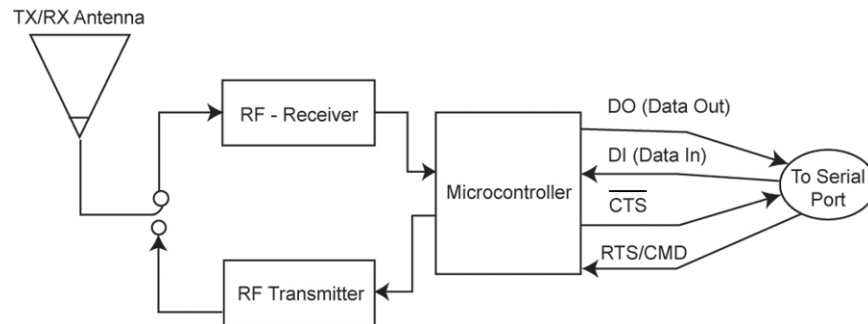 TX/RX Antenna
RF - Receiver
DO (Data Out)
DI (Data In)
Microcontroller
To Serial
Port
CTS
RTS/CMD
RF Transmitter